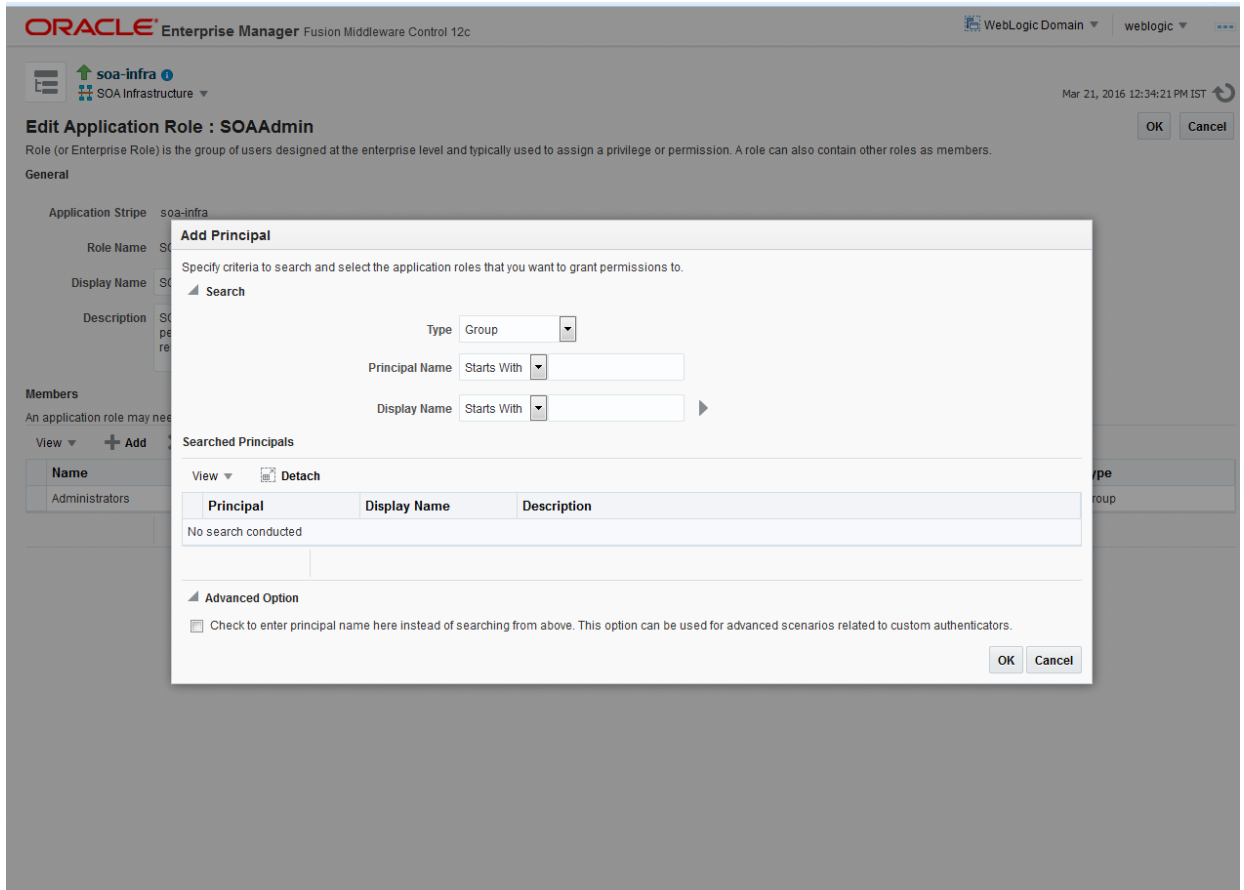 ORACLE Enterprise Manager Fusion Middleware Control 12c
WebLogic Domain
weblogic
soa-infra
SOA Infrastructure
Mar 21, 2016 12:34:21 PM IST
Edit Application Role : SOAAdmin
OK Cancel
Role (or Enterprise Role) is the group of users designed at the enterprise level and typically used to assign a privilege or permission. A role can also contain other roles as members.
General
Application Stripe soa-infra
Role Name
Display Name
Description
Members
An application role may
View Add
Name
Administrators
Add Principal
Specify criteria to search and select the application roles that you want to grant permissions to.
Search
Type Group
Principal Name Starts With
Display Name Starts With
Searched Principals
View Detach
Principal Display Name Description
No search conducted
Advanced Option
Check to enter principal name here instead of searching from above. This option can be used for advanced scenarios related to custom authenticators.
OK Cancel